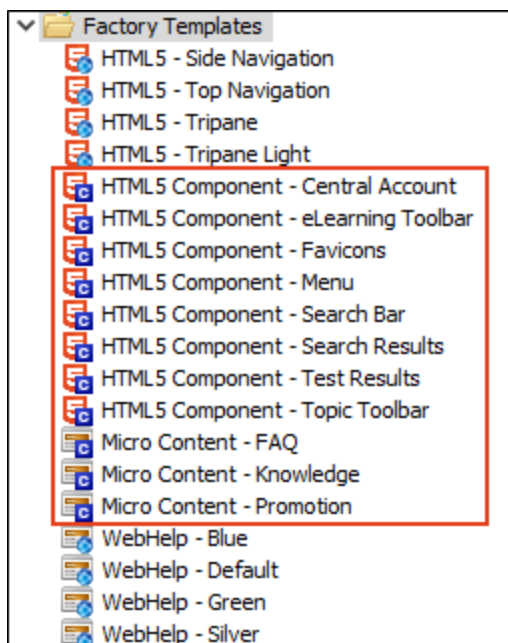 Factory Templates
HTML5 - Side Navigation
HTML5 - Top Navigation
HTML5 - Tripane
HTML5 - Tripane Light
HTML5 Component - Central Account
HTML5 Component - eLearning Toolbar
HTML5 Component - Favicons
HTML5 Component - Menu
HTML5 Component - Search Bar
HTML5 Component - Search Results
HTML5 Component - Test Results
HTML5 Component - Topic Toolbar
Micro Content - FAQ
Micro Content - Knowledge
Micro Content - Promotion
WebHelp - Blue
WebHelp - Default
WebHelp - Green
WebHelp - Silver